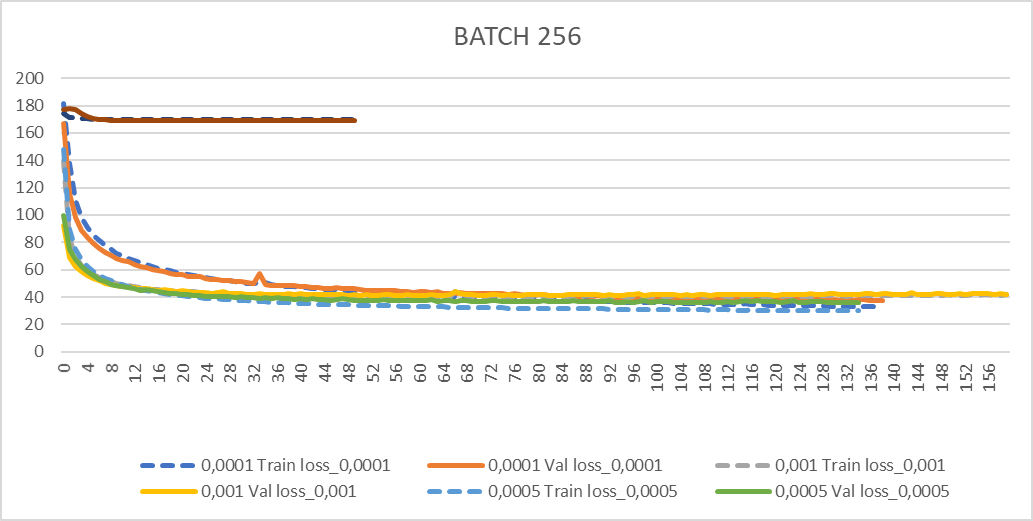 BATCH 256
200
180
160
140
120
100
80
60
40
20
0
0 4 8 12 16 20 24 28 32 36 40 44 48 52 56 60 64 68 72 76 80 84 88 92 96 100 104 108 112 116 120 124 128 132 136 140 144 148 152 156
0,0001 Train loss_0,0001 0,0001 Val loss_0,0001 0,001 Train loss_0,001
0,001 Val loss_0,001 0,0005 Train loss_0,0005 0,0005 Val loss_0,0005